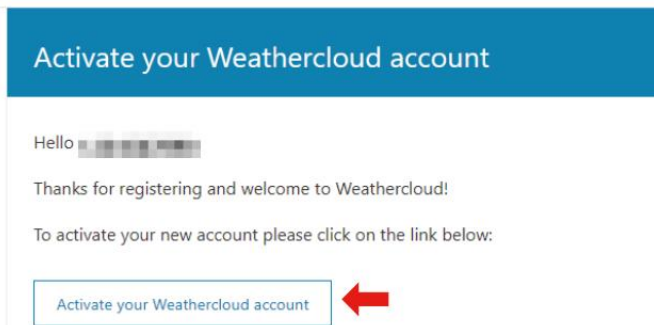 Activate your Weathercloud account
Hello
Thanks for registering and welcome to Weathercloud!
To activate your new account please click on the link below:
Activate your Weathercloud account